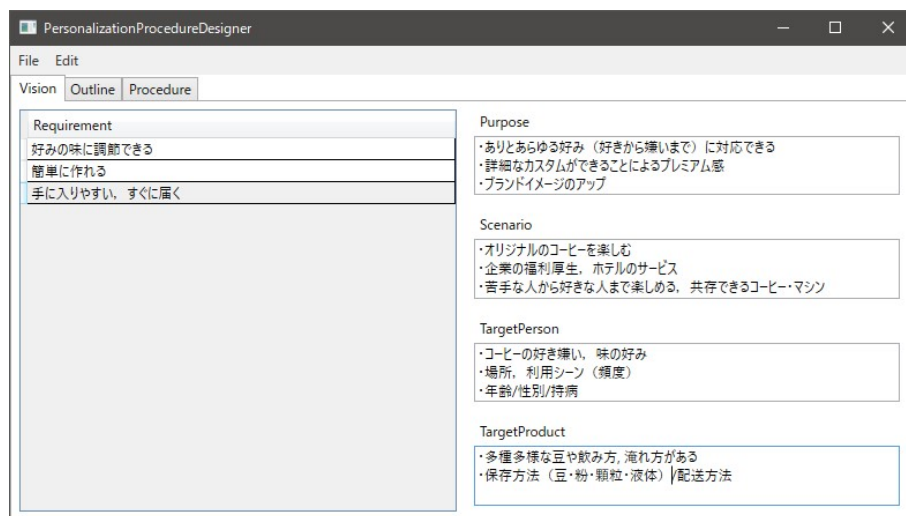 PersonalizationProcedureDesigner
File Edit
Vision Outline Procedure
Requirement
好みの味に調節できる
簡単に作れる
手に入りやすい，すぐに届く
Purpose
・ありとあらゆる好み（好きから嫌いまで）に対応できる
・詳細なカスタムができることによるプレミアム感
・ブランドイメージのアップ
Scenario
・オリジナルのコーヒーを楽しむ
・企業の福利厚生，ホテルのサービス
・苦手な人から好きな人まで楽しめる，共存できるコーヒー・マシン
TargetPerson
・コーヒーの好き嫌い，味の好み
・場所，利用シーン（頻度）
・年齢/性別/持病
TargetProduct
・多種多様な豆や飲み方, 淹れ方がある
・保存方法（豆・粉・顆粒・液体）/配送方法